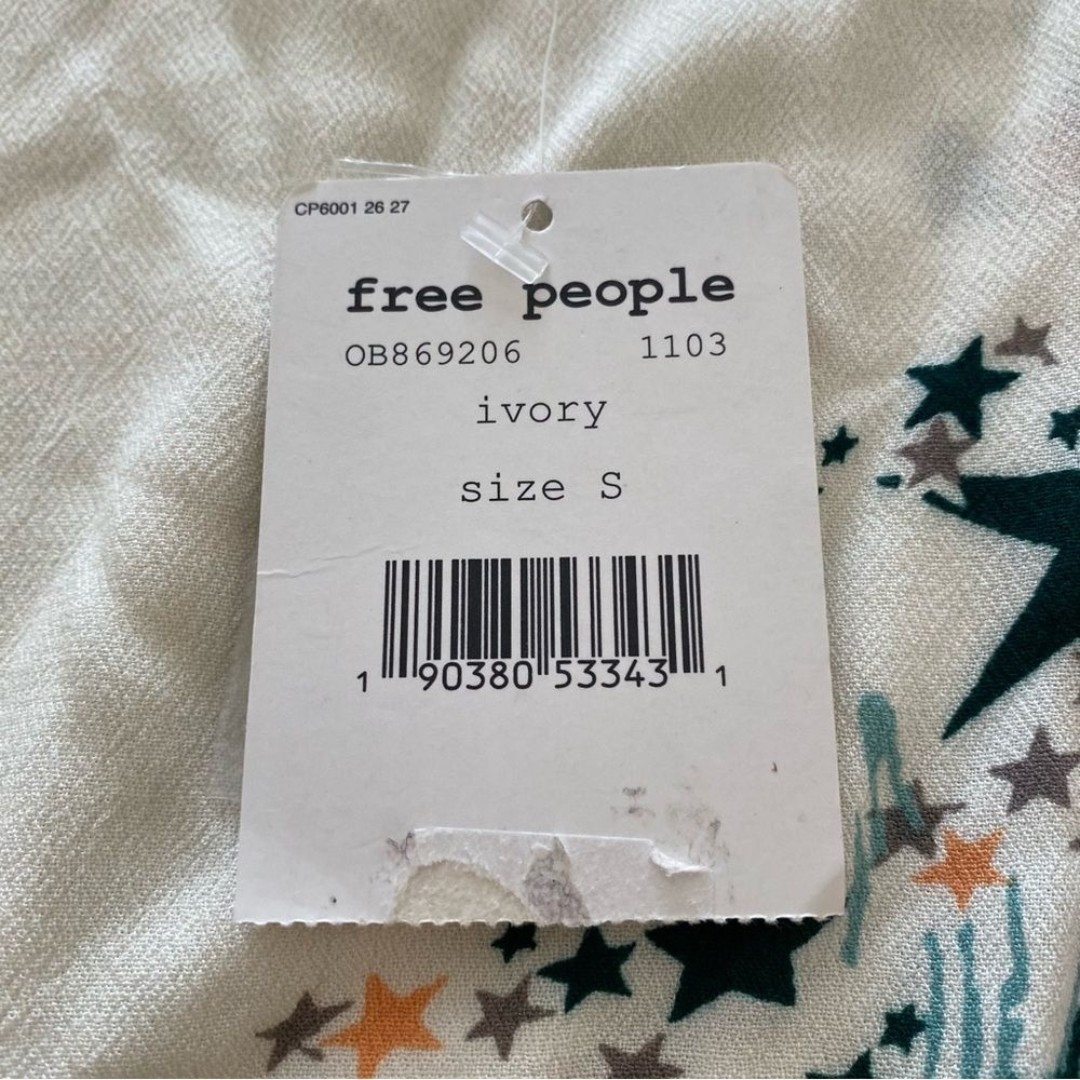 CP6001 26 27
free people
OB869206 1103
ivory
size S
1 90380 53343 1